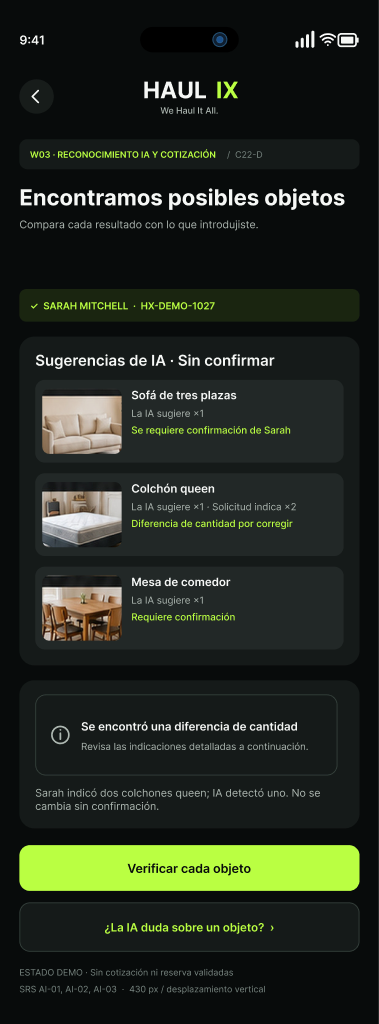 9:41
HAUL IX
We Haul It All.
W03 · RECONOCIMIENTO IA Y COTIZACIÓN / C22-D
Encontramos posibles objetos
Compara cada resultado con lo que introdujiste.
✓ SARAH MITCHELL · HX-DEMO-1027
Sugerencias de IA · Sin confirmar
Sofá de tres plazas
La IA sugiere ×1
Se requiere confirmación de Sarah
Colchón queen
La IA sugiere ×1 · Solicitud indica ×2
Diferencia de cantidad por corregir
Mesa de comedor
La IA sugiere ×1
Requiere confirmación
Se encontró una diferencia de cantidad
Revisa las indicaciones detalladas a continuación.
Sarah indicó dos colchones queen; IA detectó uno. No se
cambia sin confirmación.
Verificar cada objeto
¿La IA duda sobre un objeto? ›
ESTADO DEMO · Sin cotización ni reserva validadas
SRS AI-01, AI-02, AI-03 · 430 px / desplazamiento vertical